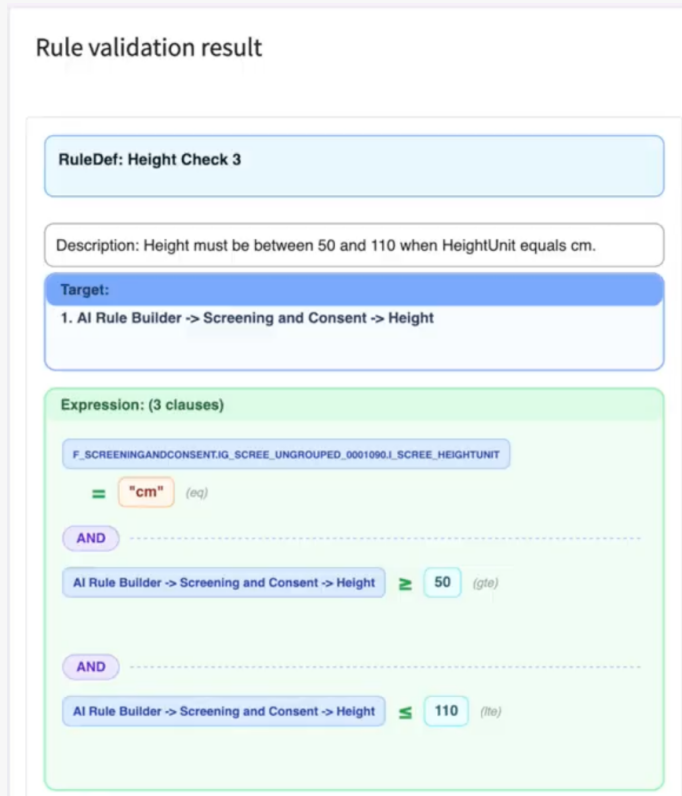 Rule validation result
RuleDef: Height Check 3
Description: Height must be between 50 and 110 when HeightUnit equals cm.
Target:
1. AI Rule Builder -> Screening and Consent -> Height
Expression: (3 clauses)
F_SCREENINGANDCONSENT.IG_SCREE_UNGROUPED_0001090.I_SCREE_HEIGHTUNIT
= "cm" (eq)
AND
AI Rule Builder -> Screening and Consent -> Height ≥ 50 (gte)
AND
AI Rule Builder -> Screening and Consent -> Height ≤ 110 (lte)